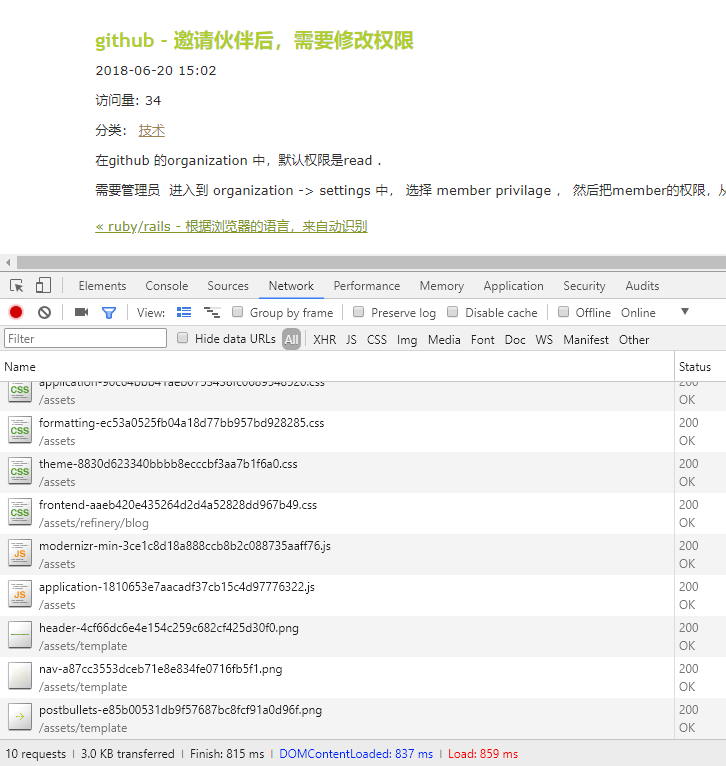 github - 邀请伙伴后，需要修改权限
2018-06-20 15:02
访问量: 34
分类： 技术
在github 的organization 中，默认权限是read .
需要管理员 进入到 organization -> settings 中， 选择 member privilage ， 然后把member的权限，从
« ruby/rails - 根据浏览器的语言，来自动识别
Elements Console Sources Network Performance Memory Application Security Audits
View: Group by frame Preserve log Disable cache Offline Online
Filter Hide data URLs All XHR JS CSS Img Media Font Doc WS Manifest Other
Name Status
200
/assets OK
formatting-ec53a0525fb04a18d77bb957bd928285.css 200
/assets OK
theme-8830d623340bbbb8ecccbf3aa7b1f6a0.css 200
/assets OK
frontend-aaeb420e435264d2d4a52828dd967b49.css 200
/assets/refinery/blog OK
modernizr-min-3ce1c8d18a888ccb8b2c088735aaff76.js 200
/assets OK
application-1810653e7aacadf37cb15c4d97776322.js 200
/assets OK
header-4cf66dc6e4e154c259c682cf425d30f0.png 200
/assets/template OK
nav-a87cc3553dceb71e8e834fe0716fb5f1.png 200
/assets/template OK
postbullets-e85b00531db9f57687bc8fcf91a0d96f.png 200
/assets/template OK
10 requests | 3.0 KB transferred | Finish: 815 ms | DOMContentLoaded: 837 ms | Load: 859 ms